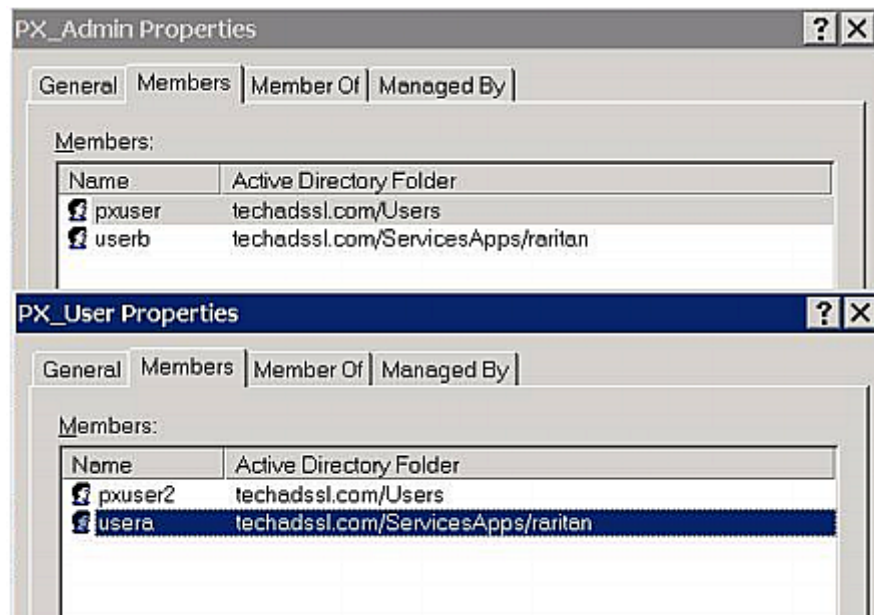 PX_Admin Properties
General Members Member Of Managed By
Members:
Name Active Directory Folder
pxuser techadssl.com/Users
userb techadssl.com/ServicesApps/raritan
PX_User Properties
General Members Member Of Managed By
Members:
Name Active Directory Folder
pxuser2 techadssl.com/Users
usera techadssl.com/ServicesApps/raritan